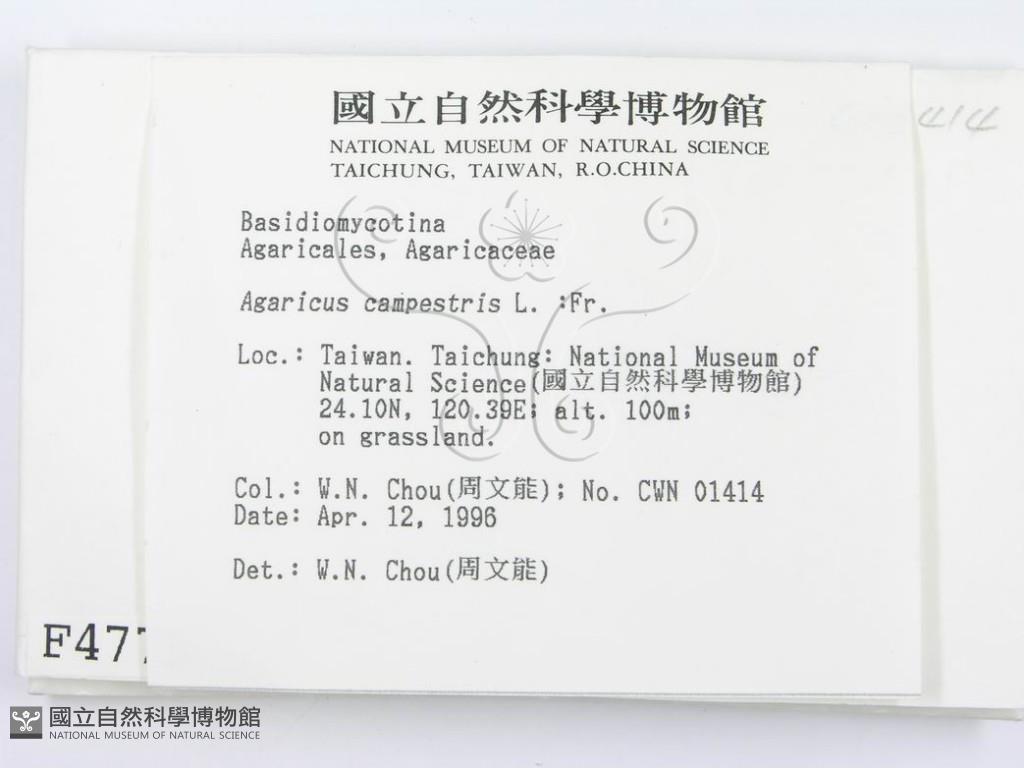 國立自然科學博物館
NATIONAL MUSEUM OF NATURAL SCIENCE
TAICHUNG, TAIWAN, R.O.CHINA
414
Basidiomycotina
Agaricales, Agaricaceae
Agaricus campestris L. :Fr.
Loc.: Taiwan. Taichung: National Museum of
Natural Science(國立自然科學博物館)
24.10N, 120.39E; alt. 100m;
on grassland.
Col.: W.N. Chou(周文能); No. CWN 01414
Date: Apr. 12, 1996
Det.: W.N. Chou(周文能)
F477
國立自然科學博物館
NATIONAL MUSEUM OF NATURAL SCIENCE